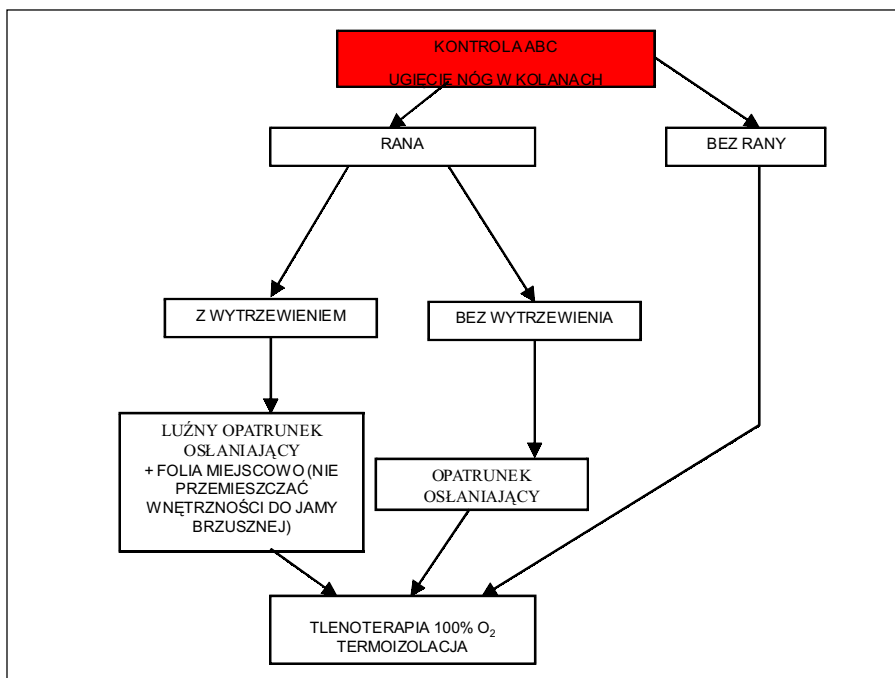 KONTROLA ABC
UGIĘCIE NÓG W KOLANACH
RANA
BEZ RANY
Z WYTRZEWIENIEM
BEZ WYTRZEWIENIA
LUŹNY OPATRUNEK
OSŁANIAJĄCY
+ FOLIA MIEJSCOWO (NIE
PRZEMIESZCZAĆ
WNĘTRZNOŚCI DO JAMY
BRZUSZNEJ)
OPATRUNEK
OSŁANIAJĄCY
TLENOTERAPIA 100% O₂
TERMOIZOLACJA